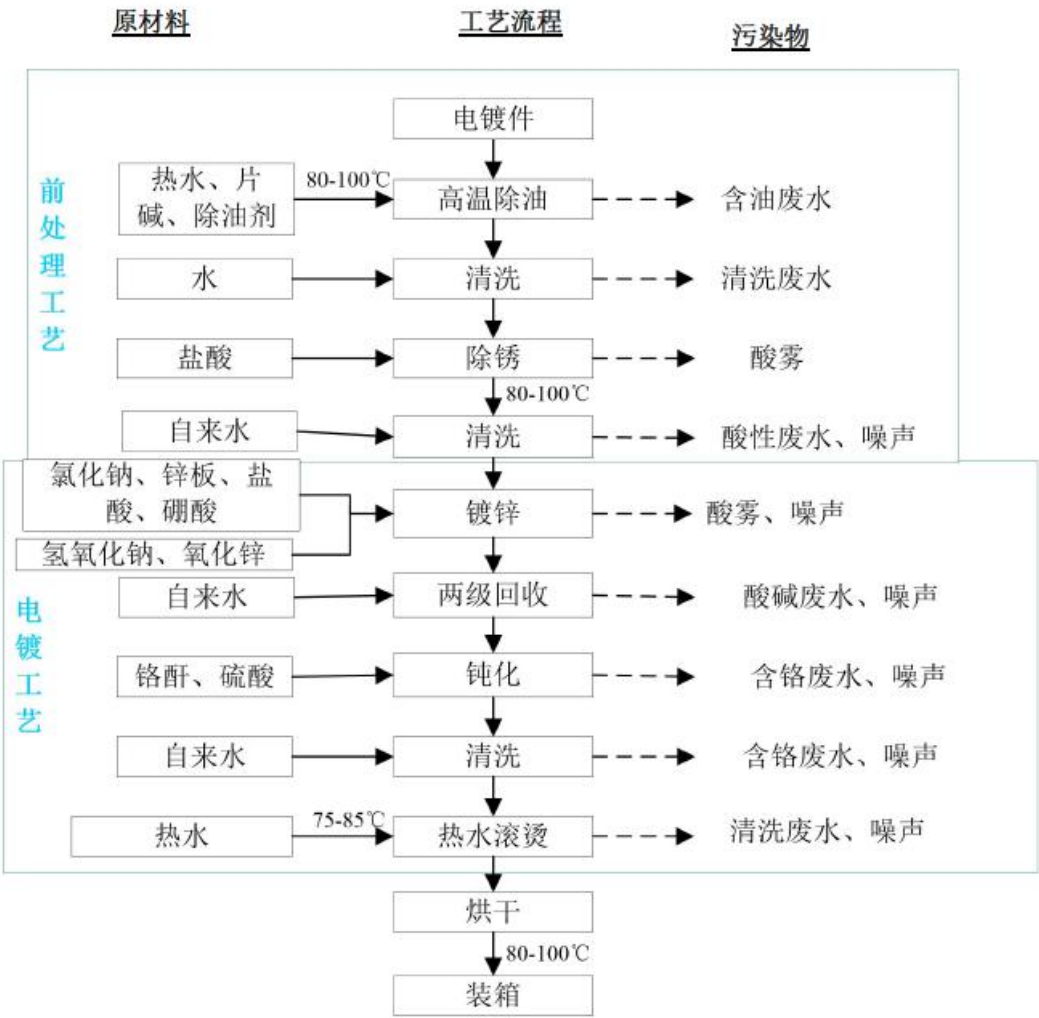 原材料
工艺流程
污染物
前处理工艺
电镀件
热水、片
碱、除油剂
80-100℃
高温除油
含油废水
水
清洗
清洗废水
盐酸
除锈
酸雾
80-100℃
自来水
清洗
酸性废水、噪声
电镀工艺
氯化钠、锌板、盐
酸、硼酸
氢氧化钠、氧化锌
镀锌
酸雾、噪声
自来水
两级回收
酸碱废水、噪声
铬酐、硫酸
钝化
含铬废水、噪声
自来水
清洗
含铬废水、噪声
热水
75-85℃
热水滚烫
清洗废水、噪声
烘干
80-100℃
装箱